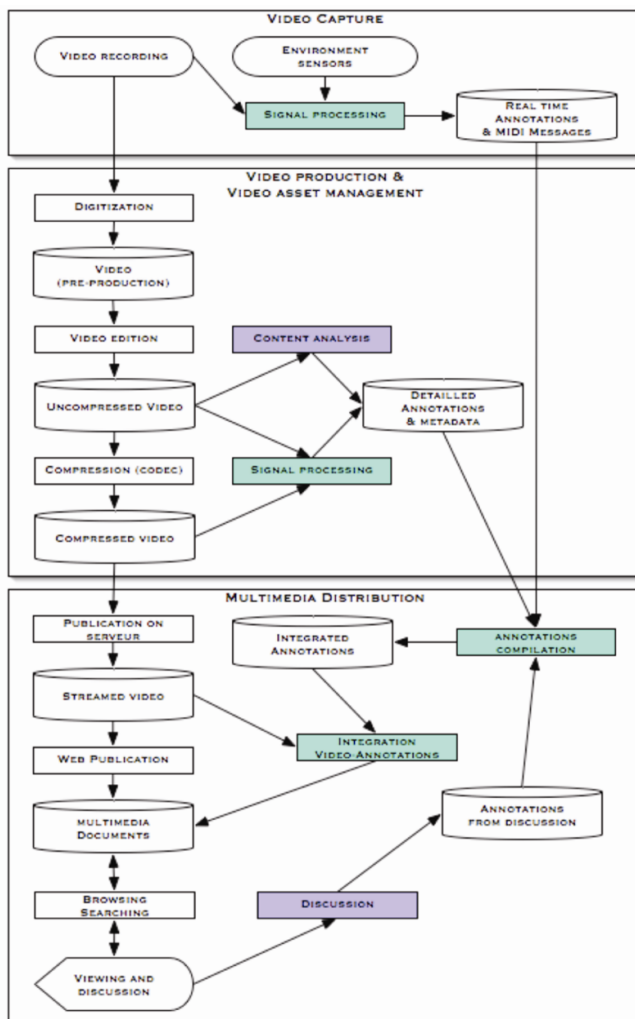 VIDEO CAPTURE
VIDEO RECORDING
ENVIRONMENT
SENSORS
SIGNAL PROCESSING
REAL TIME
ANNOTATIONS
& MIDI MESSAGES
VIDEO PRODUCTION &
VIDEO ASSET MANAGEMENT
DIGITIZATION
VIDEO
(PRE-PRODUCTION)
VIDEO EDITION
CONTENT ANALYSIS
UNCOMPRESSED VIDEO
DETAILLED
ANNOTATIONS
& METADATA
COMPRESSION (CODEC)
SIGNAL PROCESSING
COMPRESSED VIDEO
MULTIMEDIA DISTRIBUTION
PUBLICATION ON
SERVEUR
INTEGRATED
ANNOTATIONS
ANNOTATIONS
COMPILATION
STREAMED VIDEO
INTEGRATION
VIDEO-ANNOTATIONS
WEB PUBLICATION
MULTIMEDIA
DOCUMENTS
ANNOTATIONS
FROM DISCUSSION
BROWSING
SEARCHING
DISCUSSION
VIEWING AND
DISCUSSION